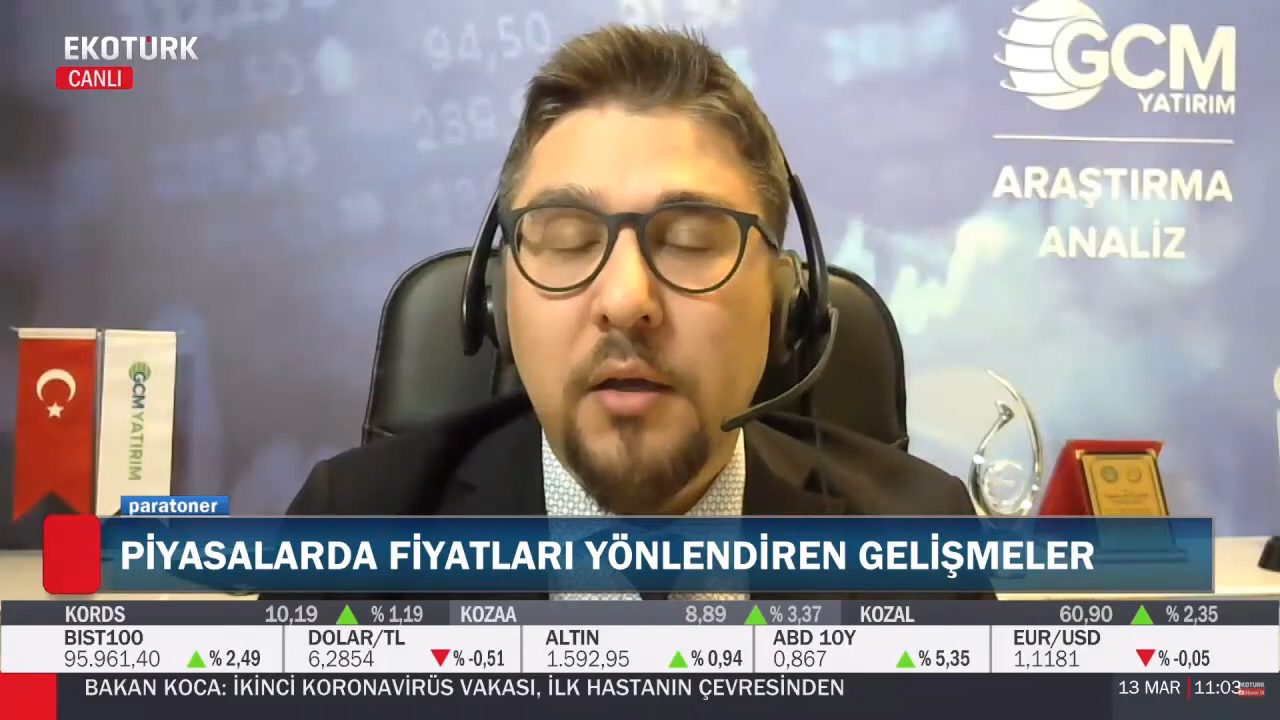 EKOTÜRK
CANLI
94,50
GCM
YATIRIM
ARAŞTIRMA
ANALİZ
GCM YATIRIM
paratoner
PİYASALARDA FİYATLARI YÖNLENDİREN GELİŞMELER
KORDS 10,19 % 1,19 KOZAA 8,89 % 3,37 KOZAL 60,90 % 2,35
BIST100 DOLAR/TL ALTIN ABD 10Y EUR/USD
95.961,40 % 2,49 6,2854 % -0,51 1.592,95 % 0,94 0,867 % 5,35 1,1181 % -0,05
BAKAN KOCA: İKİNCİ KORONAVİRÜS VAKASI, İLK HASTANIN ÇEVRESİNDEN 13 MAR 11:03